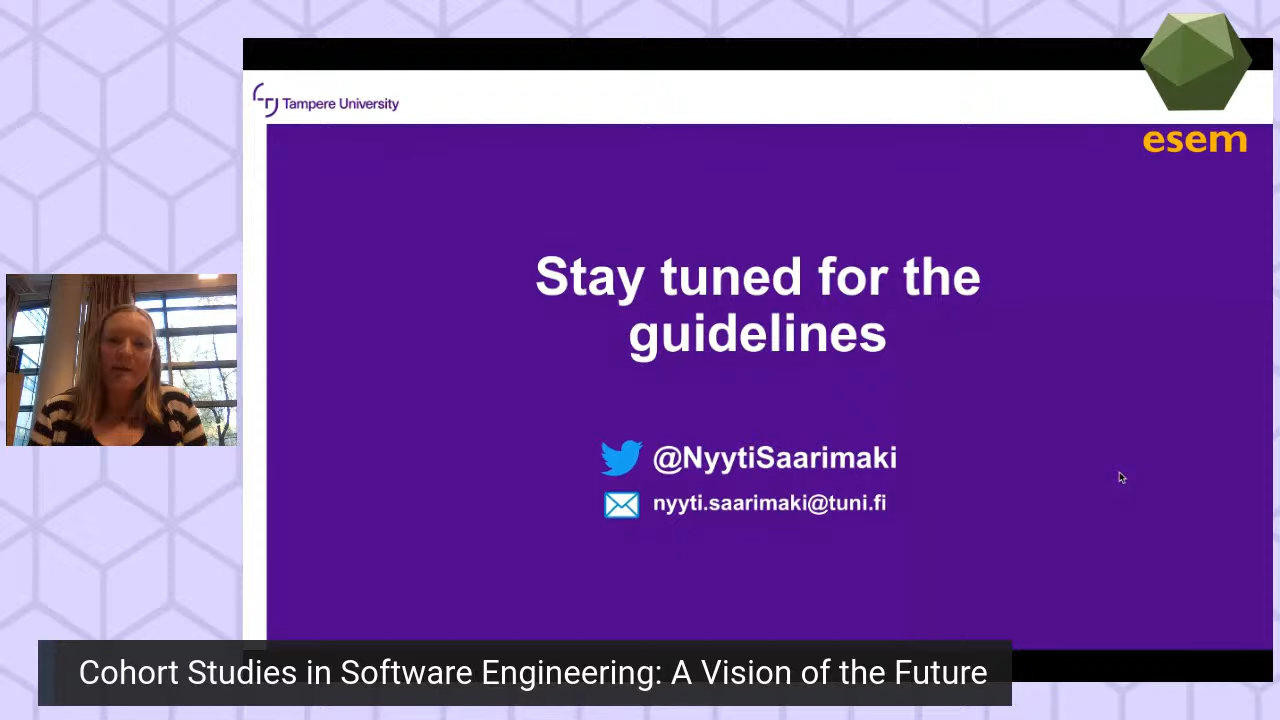 Tampere University
esem
Stay tuned for the
guidelines
@NyytiSaarimaki
nyyti.saarimaki@tuni.fi
Cohort Studies in Software Engineering: A Vision of the Future